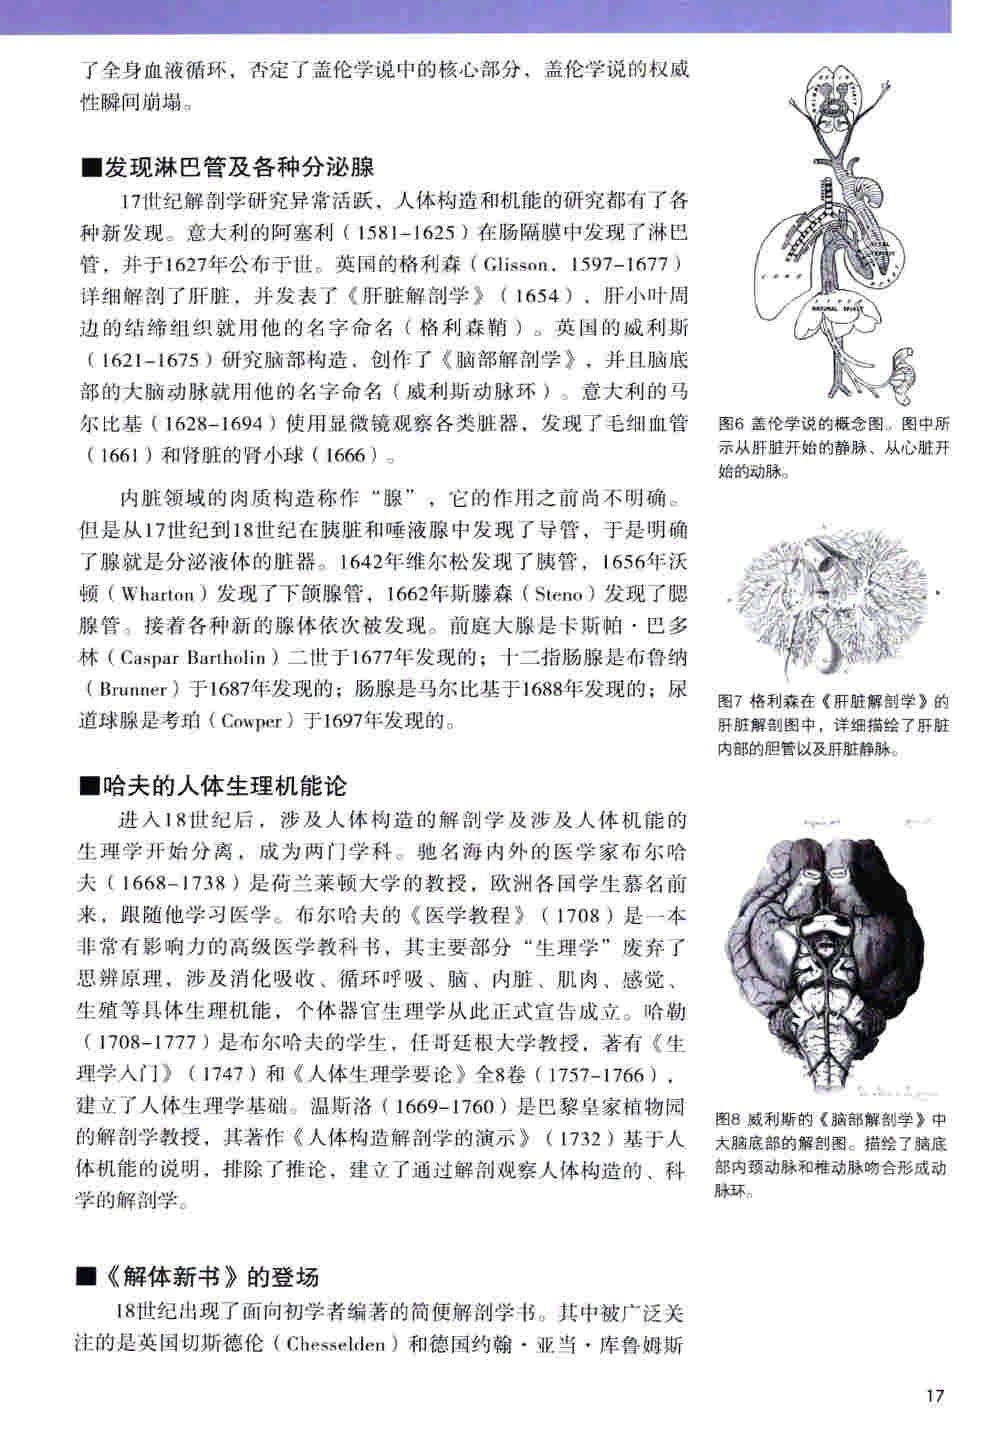 了全身血液循环，否定了盖伦学说中的核心部分，盖伦学说的权威
性瞬间崩塌。
■发现淋巴管及各种分泌腺
17世纪解剖学研究异常活跃，人体构造和机能的研究都有了各
种新发现。意大利的阿塞利（1581-1625）在肠隔膜中发现了淋巴
管，并于1627年公布于世。英国的格利森（Glisson，1597-1677）
详细解剖了肝脏，并发表了《肝脏解剖学》（1654），肝小叶周
边的结缔组织就用他的名字命名（格利森鞘）。英国的威利斯
（1621-1675）研究脑部构造，创作了《脑部解剖学》，并且脑底
部的大脑动脉就用他的名字命名（威利斯动脉环）。意大利的马
尔比基（1628-1694）使用显微镜观察各类脏器，发现了毛细血管
（1661）和肾脏的肾小球（1666）。
内脏领域的肉质构造称作“腺”，它的作用之前尚不明确。
但是从17世纪到18世纪在胰脏和唾液腺中发现了导管，于是明确
了腺就是分泌液体的脏器。1642年维尔松发现了胰管，1656年沃
顿（Wharton）发现了下颌腺管，1662年斯滕森（Steno）发现了腮
腺管。接着各种新的腺体依次被发现。前庭大腺是卡斯帕·巴多
林（Caspar Bartholin）二世于1677年发现的；十二指肠腺是布鲁纳
（Brunner）于1687年发现的；肠腺是马尔比基于1688年发现的；尿
道球腺是考珀（Cowper）于1697年发现的。
■哈夫的人体生理机能论
进入18世纪后，涉及人体构造的解剖学及涉及人体机能的
生理学开始分离，成为两门学科。驰名海内外的医学家布尔哈
夫（1668-1738）是荷兰莱顿大学的教授，欧洲各国学生慕名前
来，跟随他学习医学。布尔哈夫的《医学教程》（1708）是一本
非常有影响力的高级医学教科书，其主要部分“生理学”废弃了
思辨原理，涉及消化吸收、循环呼吸、脑、内脏、肌肉、感觉、
生殖等具体生理机能，个体器官生理学从此正式宣告成立。哈勒
（1708-1777）是布尔哈夫的学生，任哥廷根大学教授，著有《生
理学入门》（1747）和《人体生理学要论》全8卷（1757-1766），
建立了人体生理学基础。温斯洛（1669-1760）是巴黎皇家植物园
的解剖学教授，其著作《人体构造解剖学的演示》（1732）基于人
体机能的说明，排除了推论，建立了通过解剖观察人体构造的、科
学的解剖学。
■《解体新书》的登场
18世纪出现了面向初学者编著的简便解剖学书。其中被广泛关
注的是英国切斯德伦（Chesselden）和德国约翰·亚当·库鲁姆斯
NATURAL SPIRIT
图6 盖伦学说的概念图。图中所
示从肝脏开始的静脉、从心脏开
始的动脉。
图7 格利森在《肝脏解剖学》的
肝脏解剖图中，详细描绘了肝脏
内部的胆管以及肝脏静脉。
图8 威利斯的《脑部解剖学》中
大脑底部的解剖图。描绘了脑底
部内颈动脉和椎动脉吻合形成动
脉环。
17